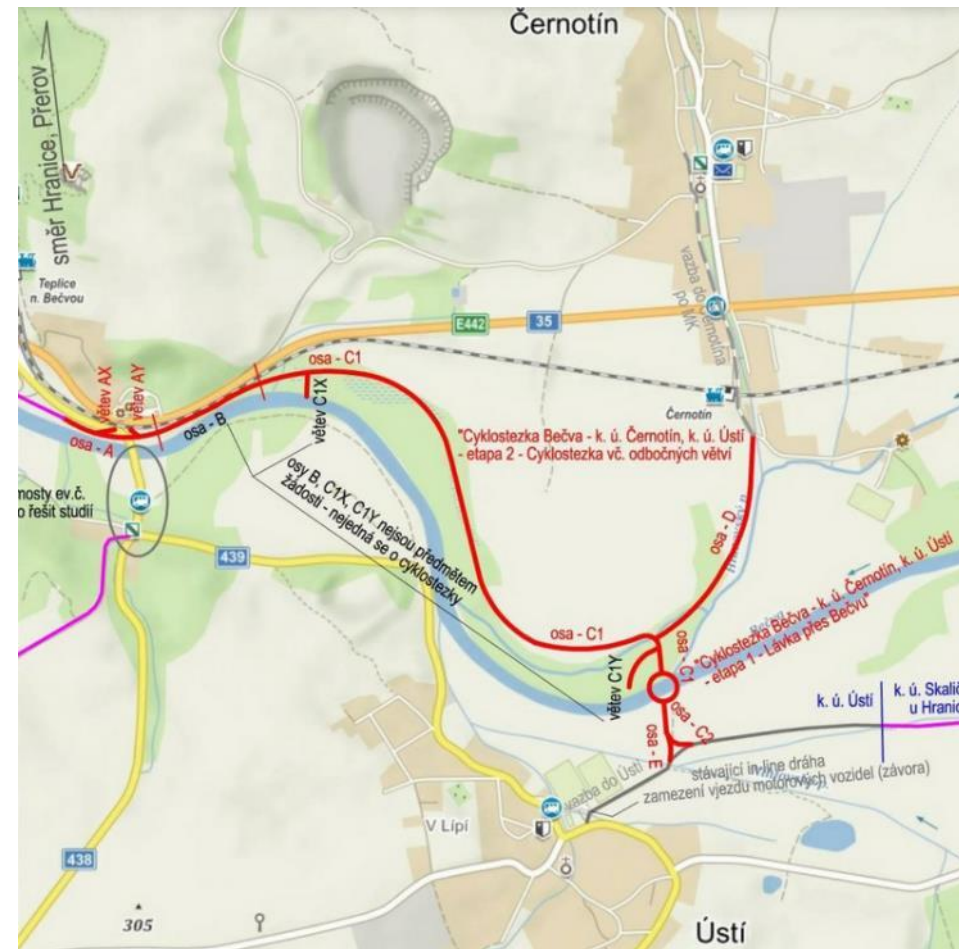 Černotín
směr Hranice, Přerov
Teplice
n. Bečvou
vazba do Černotína
po MK
E442
35
osa - C1
větev AX
větev AY
osa - A
osa - B
větev C1X
Černotín
"Cyklostezka Bečva - k. ú. Černotín, k. ú. Ústí
- etapa 2 - Cyklostezka vč. odbočných větví
mosty ev.č.
o řešit studií
osy B, C1X, C1Y nejsou předmětem
žádosti - nejedná se o cyklostezky
439
osa - D
"Cyklostezka Bečva - k. ú. Černotín, k. ú. Ústí
- etapa 1 - Lávka přes Bečvu"
osa - C1
osa - C1
větev C1Y
k. ú. Ústí
k. ú. Skalič
u Hranic
osa - C2
osa - E
stávající in-line dráha
zamezení vjezdu motorových vozidel (závora)
vazba do Ústí
V Lipí
438
305
Ústí